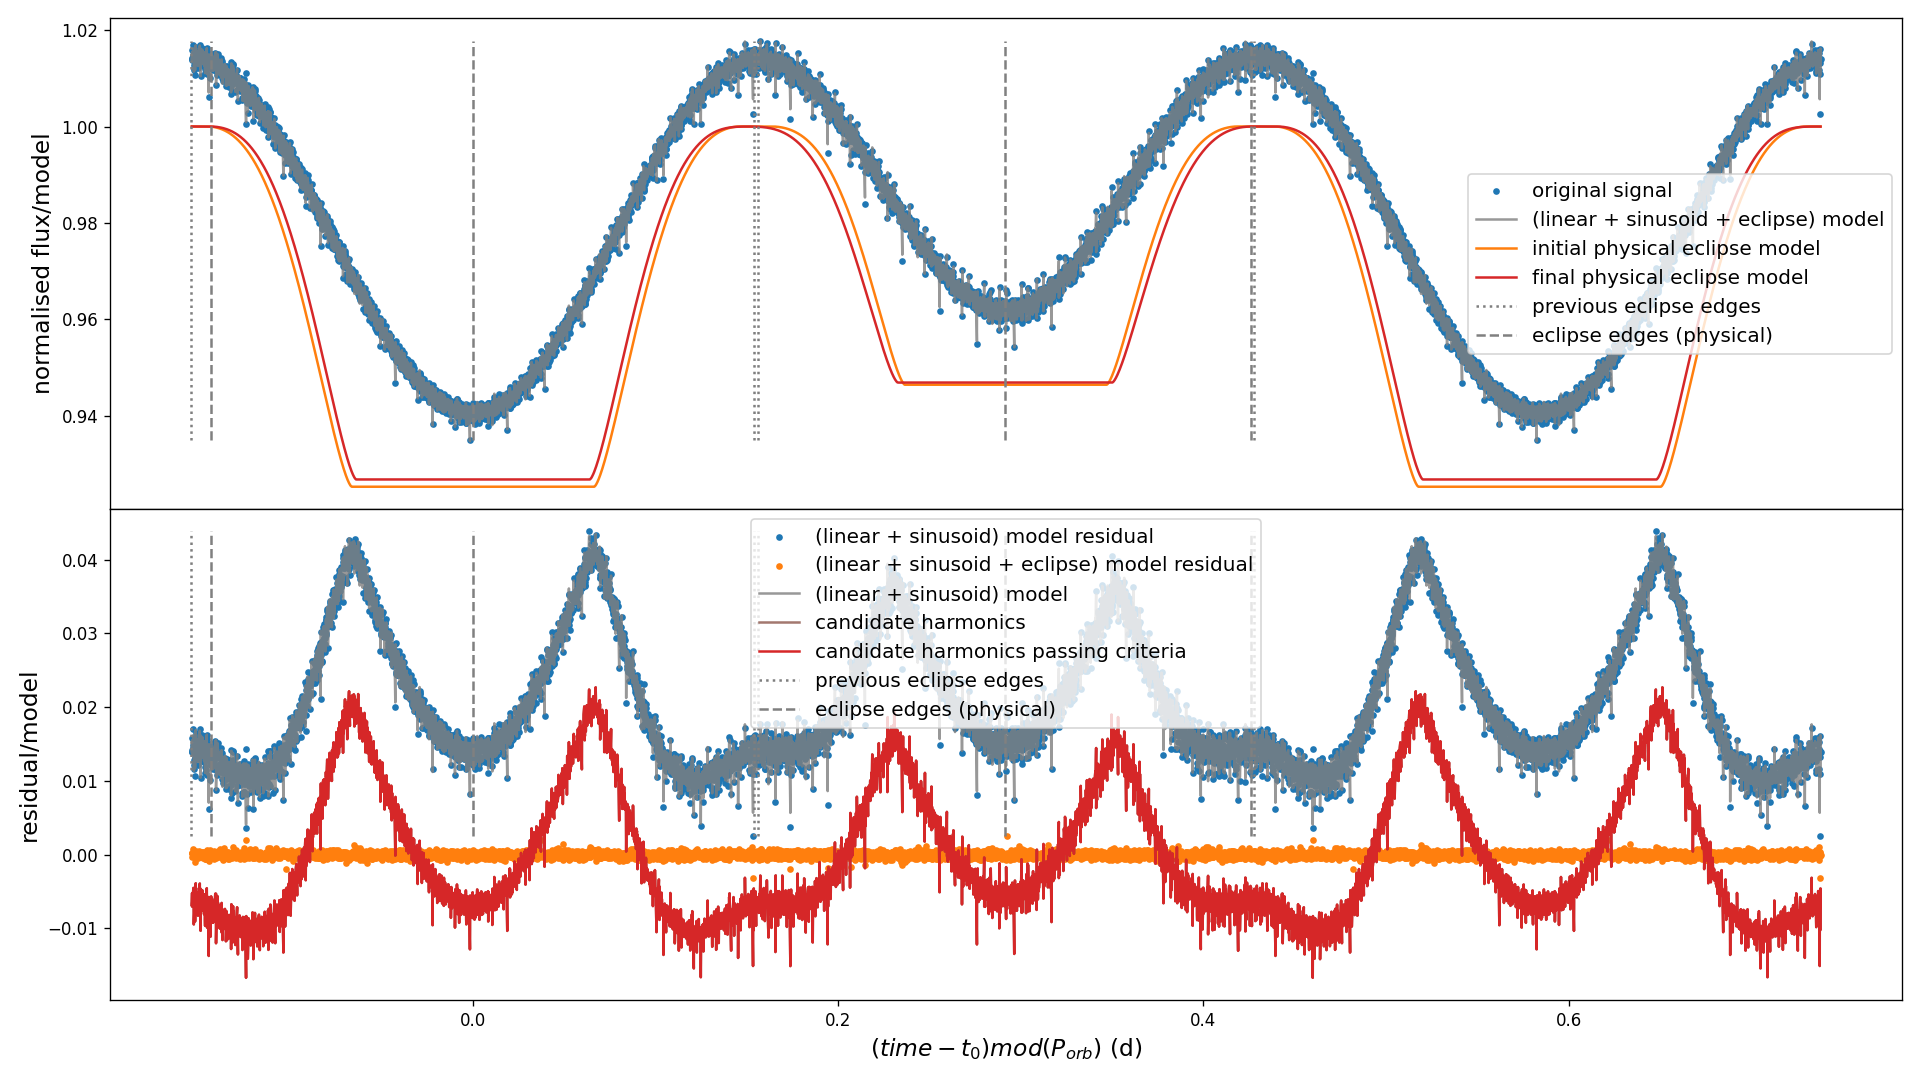 1.02
1.00
0.98
0.96
0.94
normalised flux/model
original signal
(linear + sinusoid + eclipse) model
initial physical eclipse model
final physical eclipse model
previous eclipse edges
eclipse edges (physical)
0.04
0.03
0.02
0.01
0.00
−0.01
residual/model
(linear + sinusoid) model residual
(linear + sinusoid + eclipse) model residual
(linear + sinusoid) model
candidate harmonics
candidate harmonics passing criteria
previous eclipse edges
eclipse edges (physical)
0.0 0.2 0.4 0.6
(time − t₀)mod(P_orb) (d)